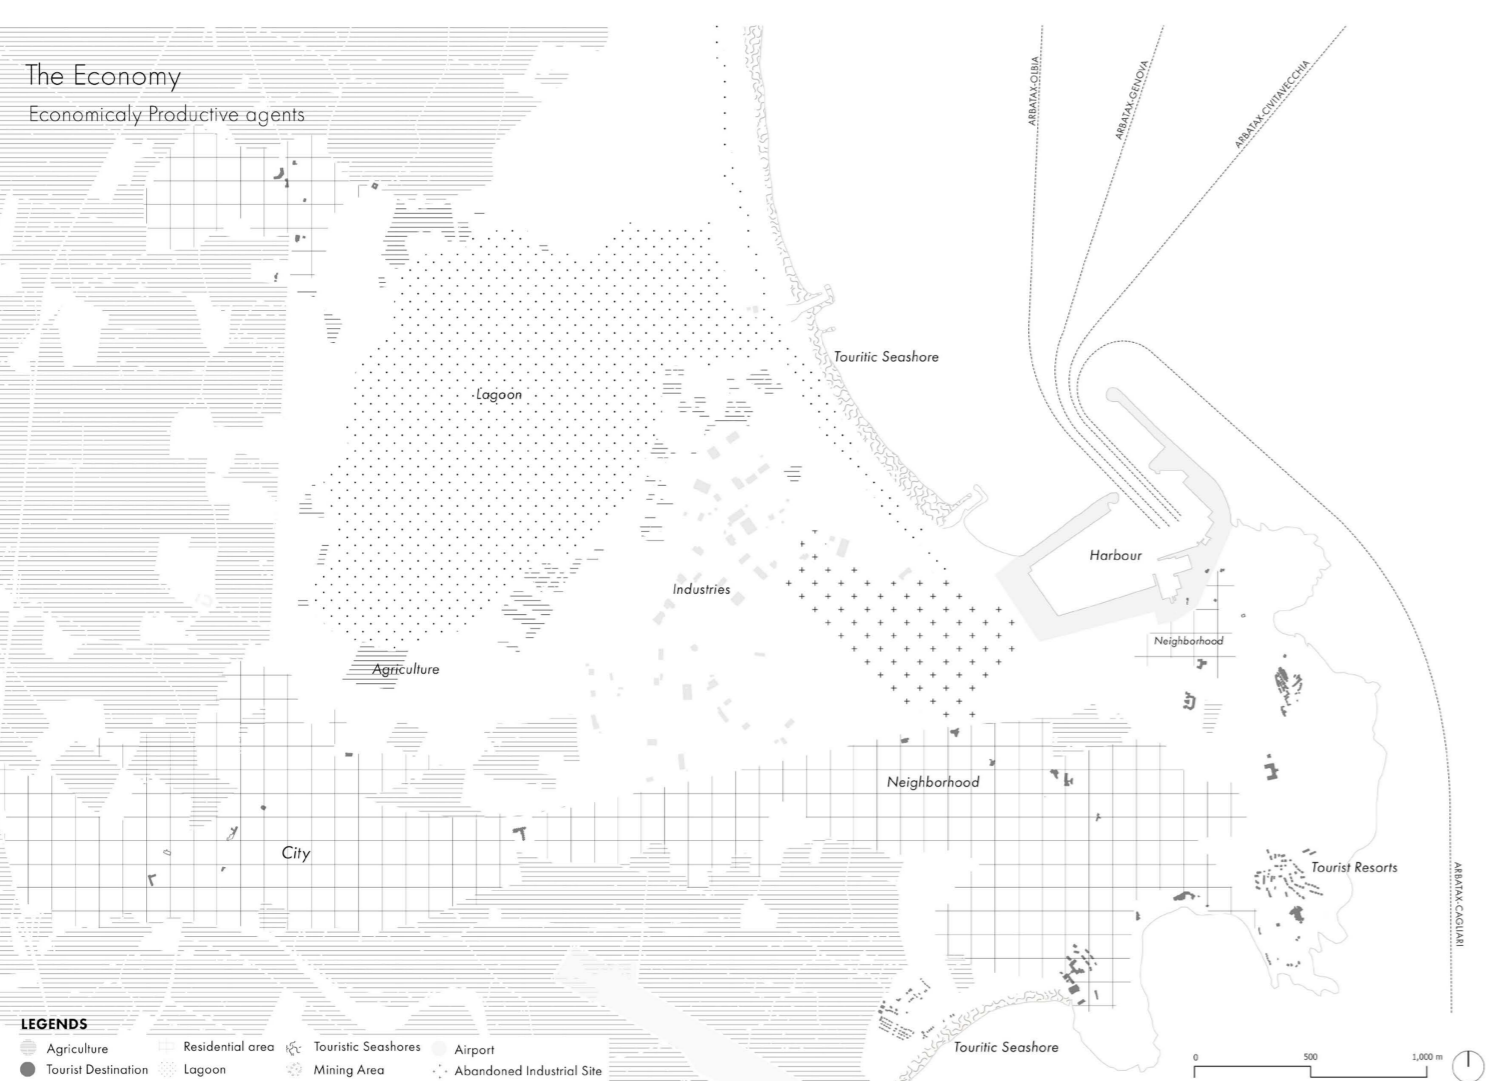 The Economy
Economicaly Productive agents
ARBATAX-OLBIA
ARBATAX-GENOVA
ARBATAX-CIVITAVECCHIA
Touritic Seashore
Lagoon
Harbour
Industries
Neighborhood
Agriculture
Neighborhood
City
Tourist Resorts
ARBATAX-CAGLIARI
Touritic Seashore
LEGENDS
Agriculture
Residential area
Touristic Seashores
Airport
Tourist Destination
Lagoon
Mining Area
Abandoned Industrial Site
0 500 1,000 m